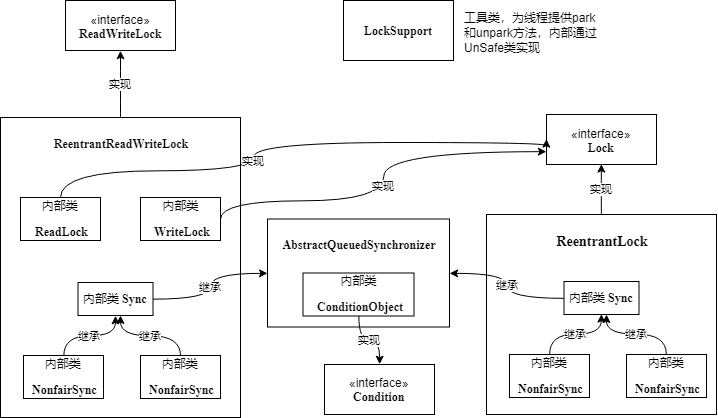 «interface»
ReadWriteLock
LockSupport
工具类，为线程提供park
和unpark方法，内部通过
UnSafe类实现
实现
ReentrantReadWriteLock
«interface»
Lock
实现
实现
实现
内部类
ReadLock
内部类
WriteLock
AbstractQueuedSynchronizer
内部类
ConditionObject
ReentrantLock
继承
继承
内部类 Sync
内部类 Sync
继承
继承
继承
继承
实现
内部类
NonfairSync
内部类
NonfairSync
«interface»
Condition
内部类
NonfairSync
内部类
NonfairSync